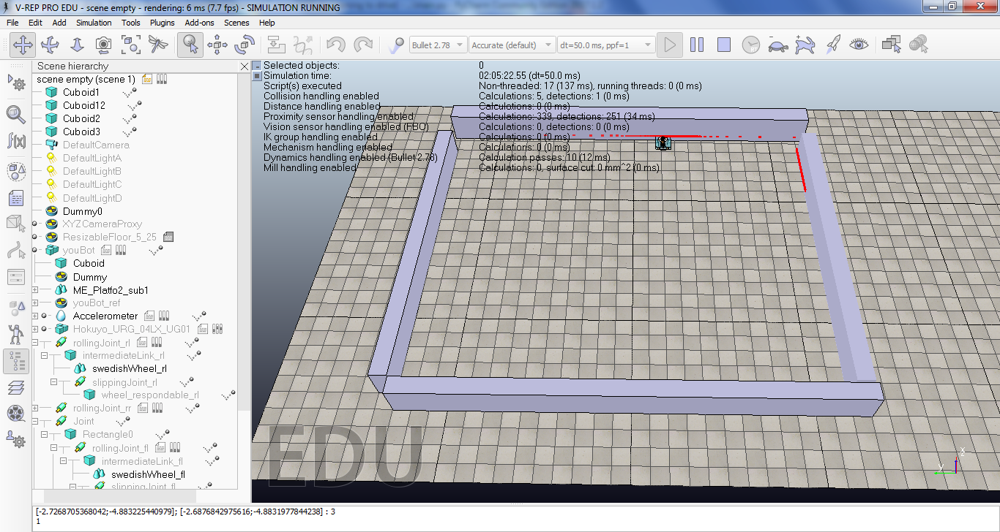 V-REP PRO EDU - scene empty - rendering: 6 ms (7.7 fps) - SIMULATION RUNNING
File Edit Add Simulation Tools Plugins Add-ons Scenes Help
Bullet 2.78 Accurate (default) dt=50.0 ms, ppf=1
Scene hierarchy
scene empty (scene 1)
Cuboid1
Cuboid12
Cuboid2
Cuboid3
DefaultCamera
DefaultLightA
DefaultLightB
DefaultLightC
DefaultLightD
Dummy0
XYZCameraProxy
ResizableFloor_5_25
youBot
Cuboid
Dummy
ME_Platfo2_sub1
youBot_ref
Accelerometer
Hokuyo_URG_04LX_UG01
rollingJoint_rl
intermediateLink_rl
swedishWheel_rl
slippingJoint_rl
wheel_respondable_rl
rollingJoint_rr
Joint
Rectangle0
rollingJoint_fl
intermediateLink_fl
swedishWheel_fl
slippingJoint_fl
f(x)
Selected objects: 0
Simulation time: 02:05:22.55 (dt=50.0 ms)
Script(s) executed Non-threaded: 17 (137 ms), running threads: 0 (0 ms)
Collision handling enabled Calculations: 5, detections: 1 (0 ms)
Distance handling enabled Calculations: 0 (0 ms)
Proximity sensor handling enabled Calculations: 339, detections: 251 (34 ms)
Vision sensor handling enabled (FBO) Calculations: 0, detections: 0 (0 ms)
IK group handling enabled Calculations: 0 (0 ms)
Mechanism handling enabled Calculations: 0 (0 ms)
Dynamics handling enabled (Bullet 2.78) Calculation passes: 10 (12 ms)
Mill handling enabled Calculations: 0, surface cut: 0 mm^2 (0 ms)
EDU
x
y
z
[-2.7268705368042;-4.883225440979]; [-2.6876842975616;-4.8831977844238] : 3
1